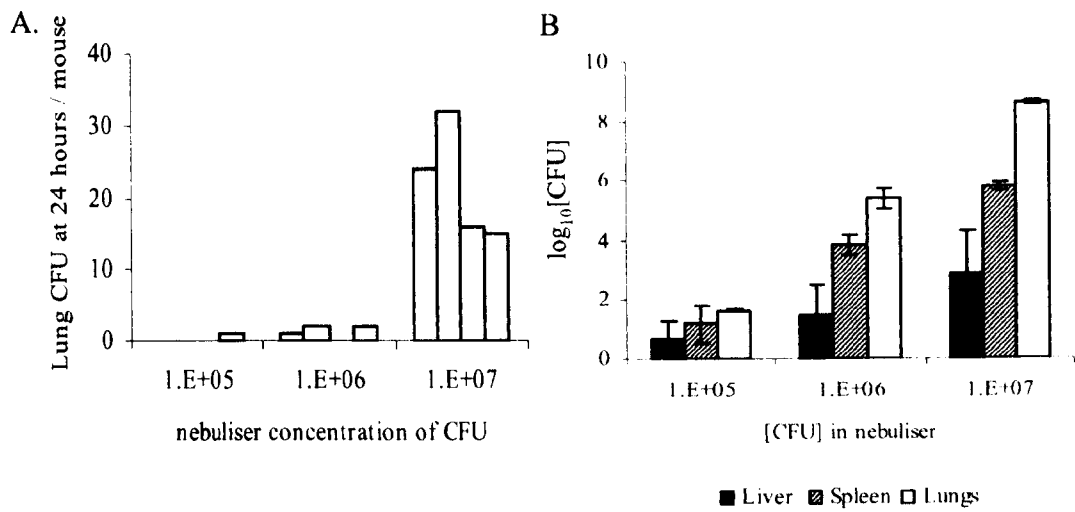 A.
Lung CFU at 24 hours / mouse
40
30
20
10
0
1.E+05
1.E+06
1.E+07
nebuliser concentration of CFU
B
log10[CFU]
10
8
6
4
2
0
1.E+05
1.E+06
1.E+07
[CFU] in nebuliser
Liver
Spleen
Lungs